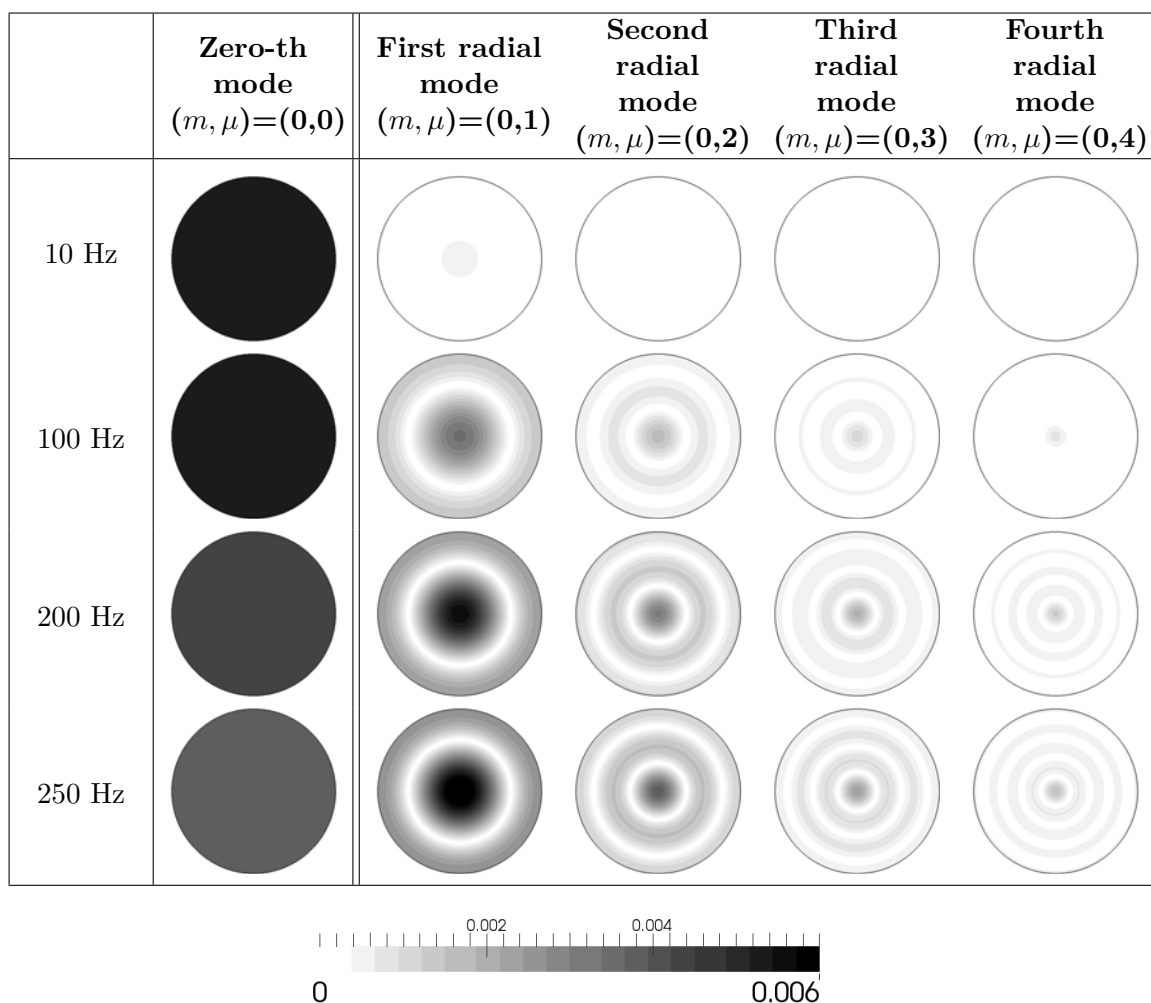 Zero-th
mode
(m, μ)=(0,0)
First radial
mode
(m, μ)=(0,1)
Second
radial
mode
(m, μ)=(0,2)
Third
radial
mode
(m, μ)=(0,3)
Fourth
radial
mode
(m, μ)=(0,4)
10 Hz
100 Hz
200 Hz
250 Hz
0.002 0.004
0 0.006